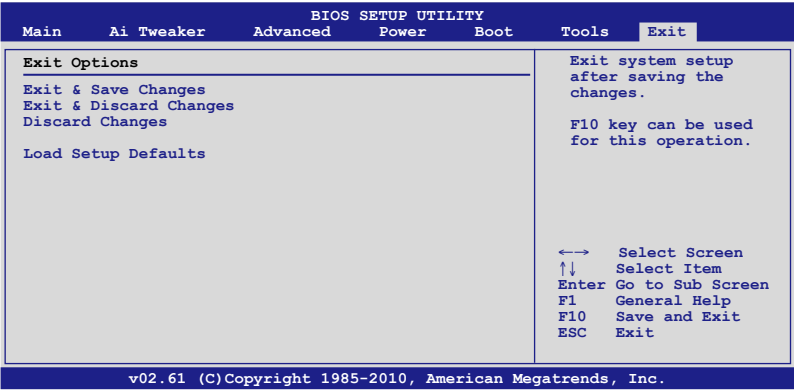 BIOS SETUP UTILITY
Main Ai Tweaker Advanced Power Boot Tools Exit
Exit Options
Exit & Save Changes
Exit & Discard Changes
Discard Changes
Load Setup Defaults
Exit system setup
after saving the
changes.
F10 key can be used
for this operation.
←→ Select Screen
↑↓ Select Item
Enter Go to Sub Screen
F1 General Help
F10 Save and Exit
ESC Exit
v02.61 (C)Copyright 1985-2010, American Megatrends, Inc.